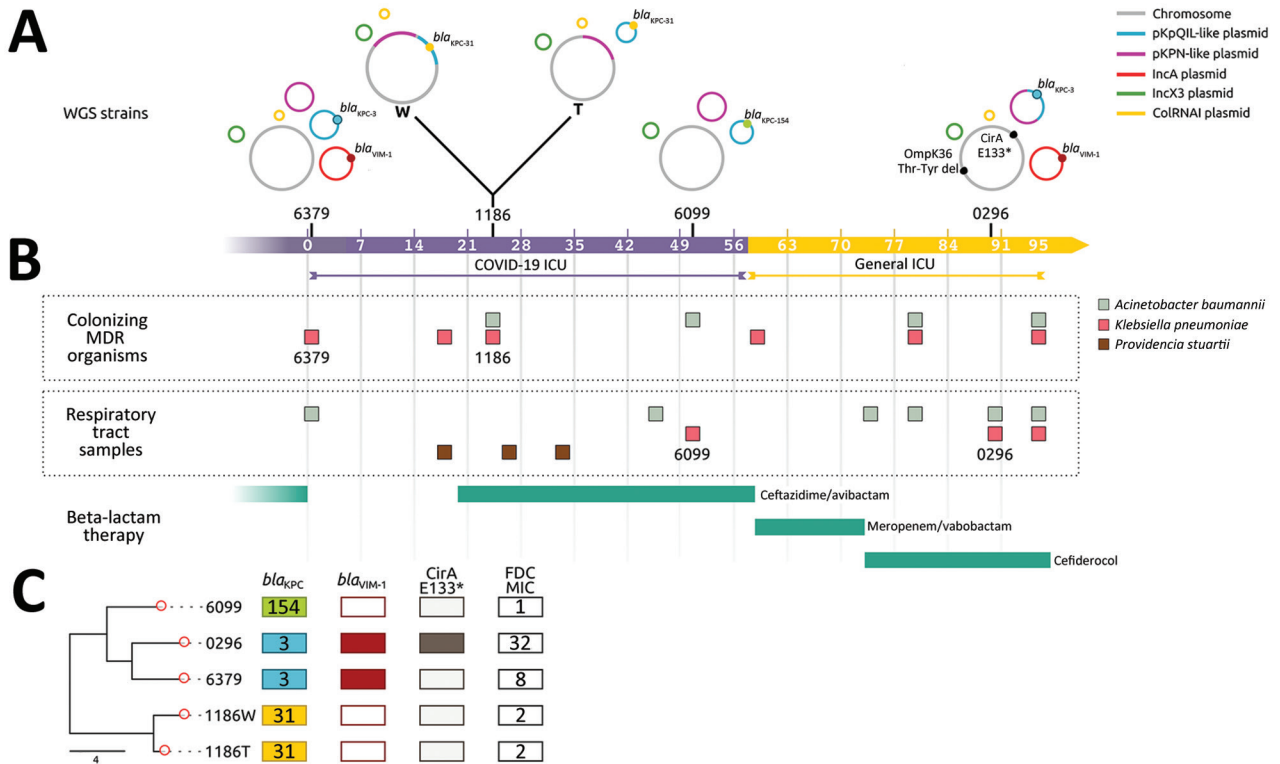 A
WGS strains
blaKPC-3
blaVIM-1
6379
blaKPC-31
W
blaKPC-31
T
1186
blaKPC-154
6099
blaKPC-3
CirA
E133*
OmpK36
Thr-Tyr del
blaVIM-1
0296
Chromosome
pKpQIL-like plasmid
pKPN-like plasmid
IncA plasmid
IncX3 plasmid
ColRNAI plasmid
B
0 7 14 21 28 35 42 49 56 63 70 77 84 91 95
COVID-19 ICU
General ICU
Colonizing
MDR
organisms
6379
1186
Acinetobacter baumannii
Klebsiella pneumoniae
Providencia stuartii
Respiratory
tract
samples
6099
0296
Beta-lactam
therapy
Ceftazidime/avibactam
Meropenem/vabobactam
Cefiderocol
C
blaKPC
blaVIM-1
CirA
E133*
FDC
MIC
6099 154 1
0296 3 32
6379 3 8
1186W 31 2
1186T 31 2
4